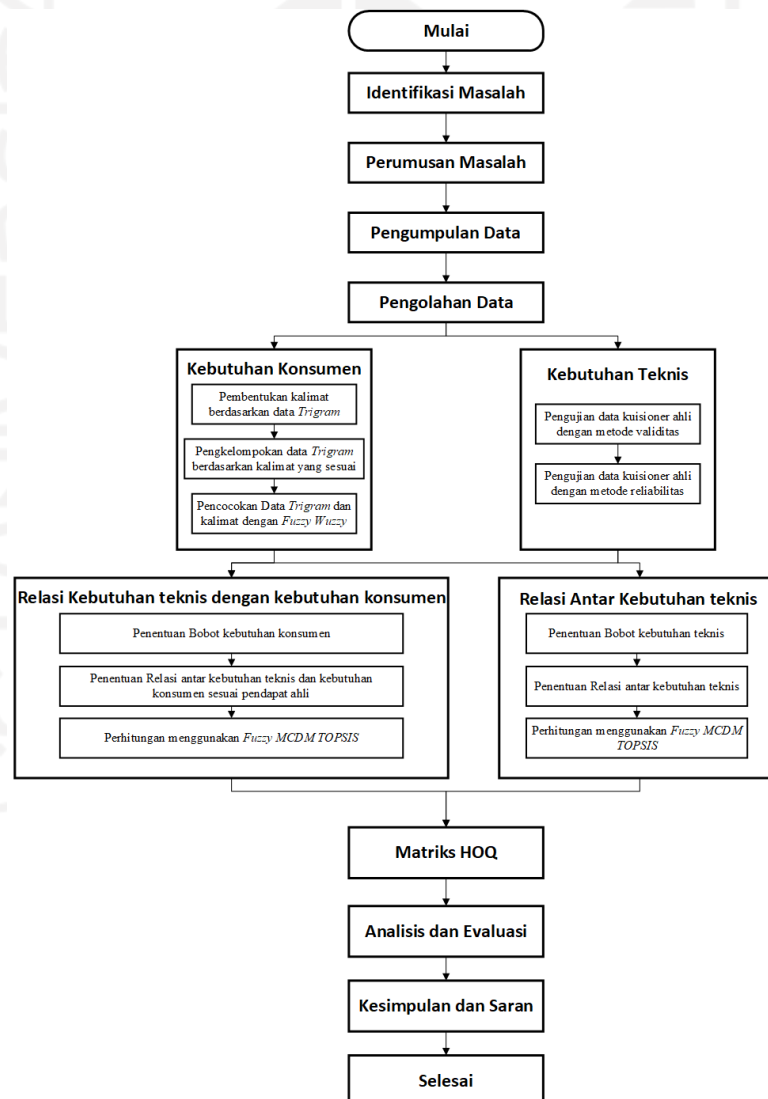 Mulai
Identifikasi Masalah
Perumusan Masalah
Pengumpulan Data
Pengolahan Data
Kebutuhan Konsumen
Pembentukan kalimat
berdasarkan data Trigram
Pengkelompokan data Trigram
berdasarkan kalimat yang sesuai
Pencocokan Data Trigram dan
kalimat dengan Fuzzy Wuzzy
Kebutuhan Teknis
Pengujian data kuisioner ahli
dengan metode validitas
Pengujian data kuisioner ahli
dengan metode reliabilitas
Relasi Kebutuhan teknis dengan kebutuhan konsumen
Penentuan Bobot kebutuhan konsumen
Penentuan Relasi antar kebutuhan teknis dan kebutuhan
konsumen sesuai pendapat ahli
Perhitungan menggunakan Fuzzy MCDM TOPSIS
Relasi Antar Kebutuhan teknis
Penentuan Bobot kebutuhan teknis
Penentuan Relasi antar kebutuhan teknis
Perhitungan menggunakan Fuzzy MCDM
TOPSIS
Matriks HOQ
Analisis dan Evaluasi
Kesimpulan dan Saran
Selesai